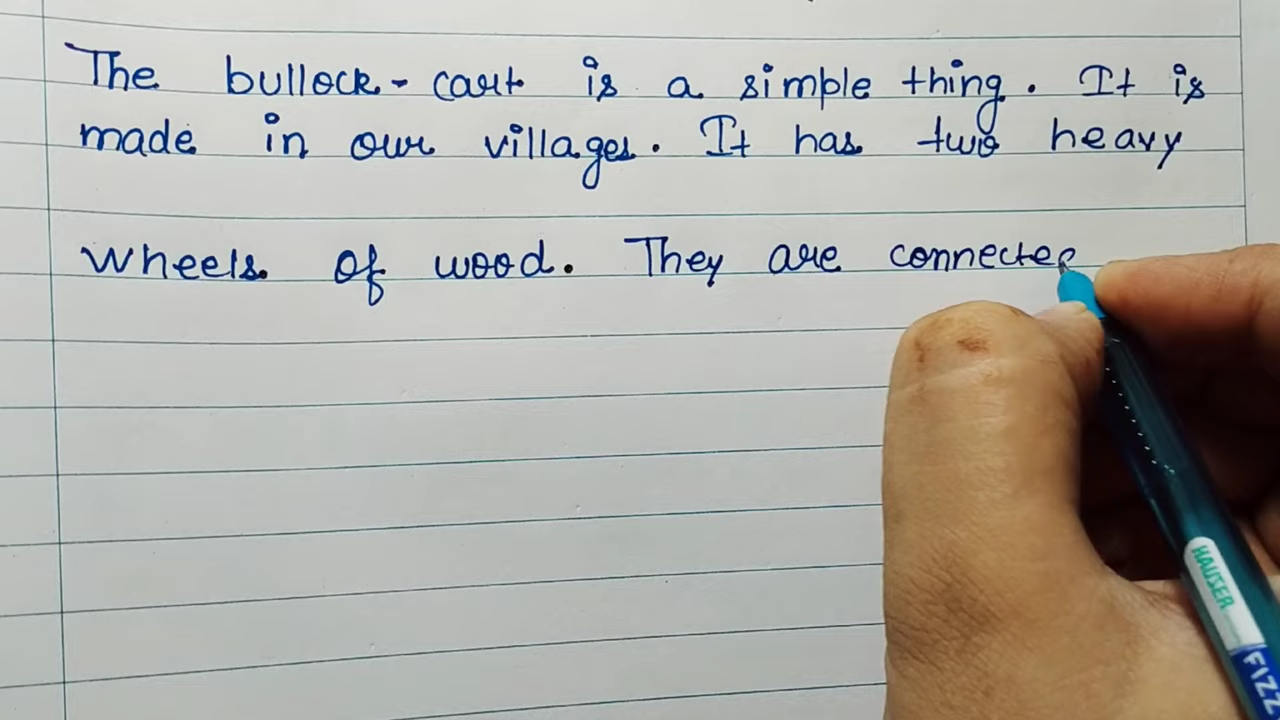 The bullock-cart is a simple thing. It is
made in our villages. It has two heavy
wheels of wood. They are connecte
HAUSER
FIZZ